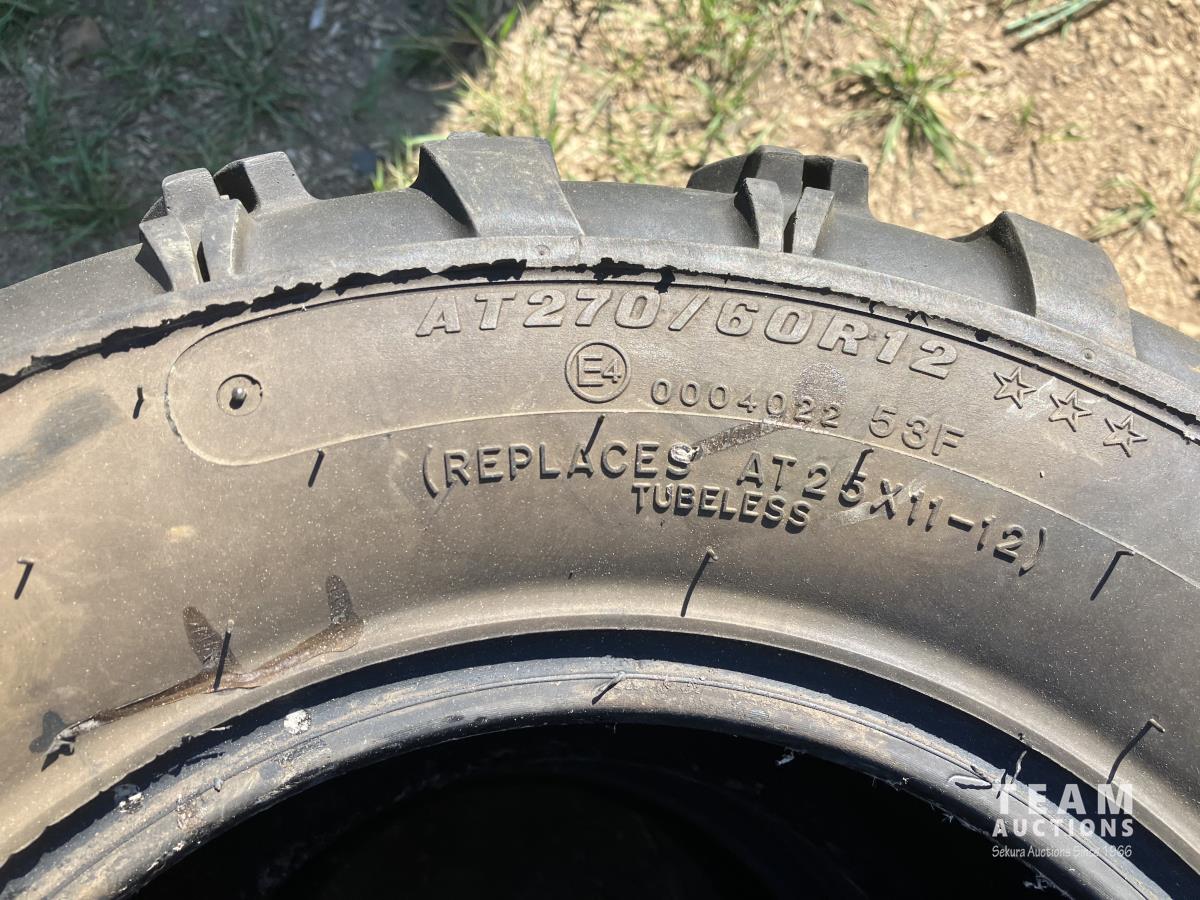 AT270/60R12
E4 0004022 53F
(REPLACES AT25X11-12)
TUBELESS
TEAM
AUCTIONS
Sekura Auctions Since 1966